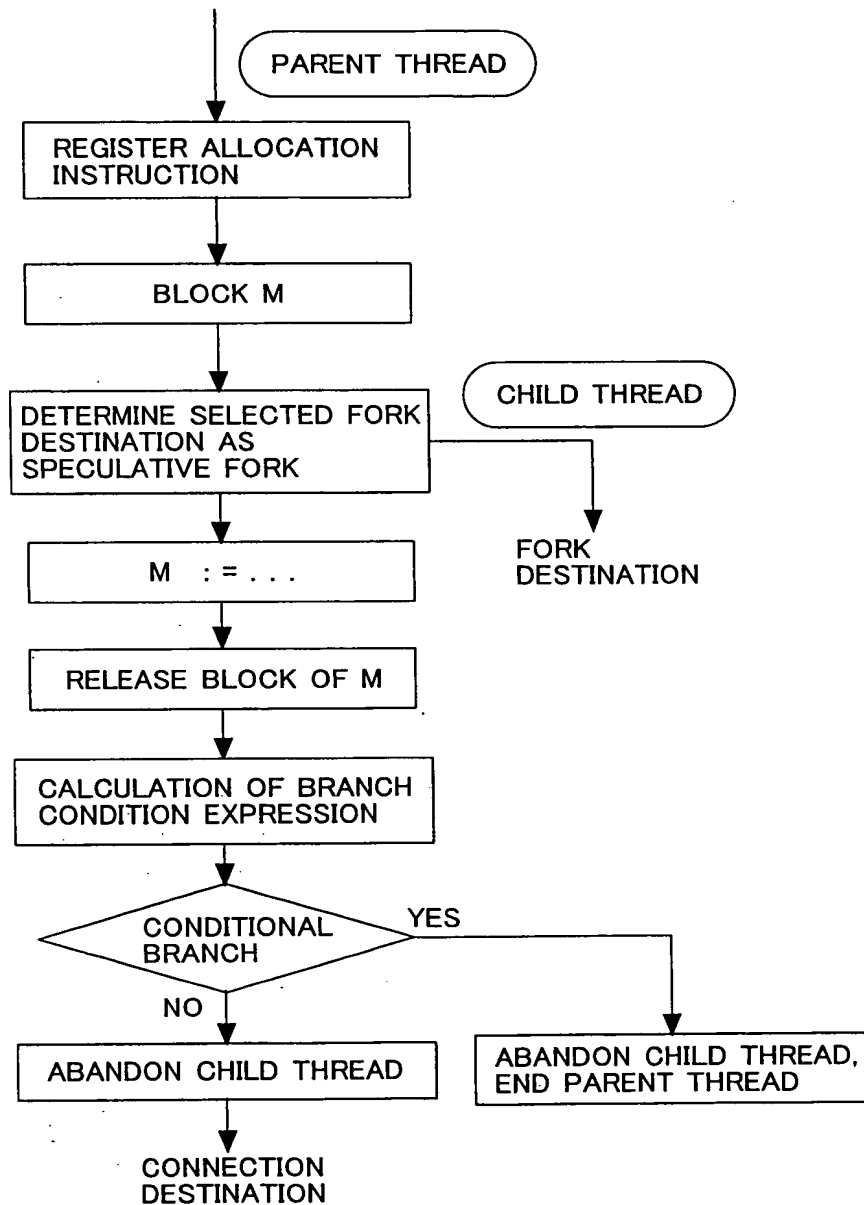 PARENT THREAD
REGISTER ALLOCATION
INSTRUCTION
BLOCK M
CHILD THREAD
DETERMINE SELECTED FORK
DESTINATION AS
SPECULATIVE FORK
FORK
DESTINATION
M := ...
RELEASE BLOCK OF M
CALCULATION OF BRANCH
CONDITION EXPRESSION
CONDITIONAL
BRANCH
YES
NO
ABANDON CHILD THREAD
ABANDON CHILD THREAD,
END PARENT THREAD
CONNECTION
DESTINATION